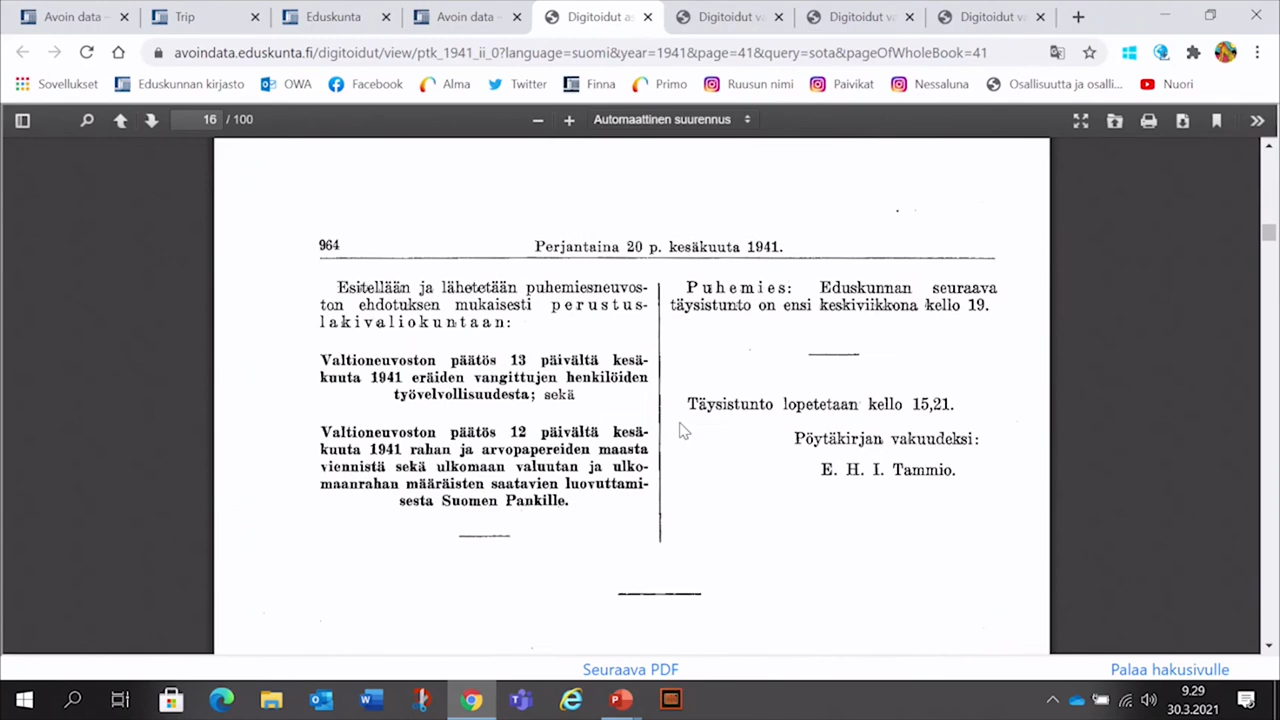 Avoin data –
Trip
Eduskunta
Avoin data –
Digitoidut as
Digitoidut va
Digitoidut va
Digitoidut va
avoindata.eduskunta.fi/digitoidut/view/ptk_1941_ii_0?language=suomi&year=1941&page=41&query=sota&pageOfWholeBook=41
Sovellukset
Eduskunnan kirjasto
OWA
Facebook
Alma
Twitter
Finna
Primo
Ruusun nimi
Paivikat
Nessaluna
Osallisuutta ja osalli...
Nuori
16 / 100
Automaattinen suurennus
964
Perjantaina 20 p. kesäkuuta 1941.
Esitellään ja lähetetään puhemiesneuvos-
ton ehdotuksen mukaisesti perustus-
lakivaliokuntaan:
Valtioneuvoston päätös 13 päivältä kesä-
kuuta 1941 eräiden vangittujen henkilöiden
työvelvollisuudesta; sekä
Valtioneuvoston päätös 12 päivältä kesä-
kuuta 1941 rahan ja arvopapereiden maasta
viennistä sekä ulkomaan valuutan ja ulko-
maanrahan määräisten saatavien luovuttami-
sesta Suomen Pankille.
Puhemies: Eduskunnan seuraava
täysistunto on ensi keskiviikkona kello 19.
Täysistunto lopetetaan kello 15,21.
Pöytäkirjan vakuudeksi:
E. H. I. Tammio.
Seuraava PDF
Palaa hakusivulle
9.29
30.3.2021